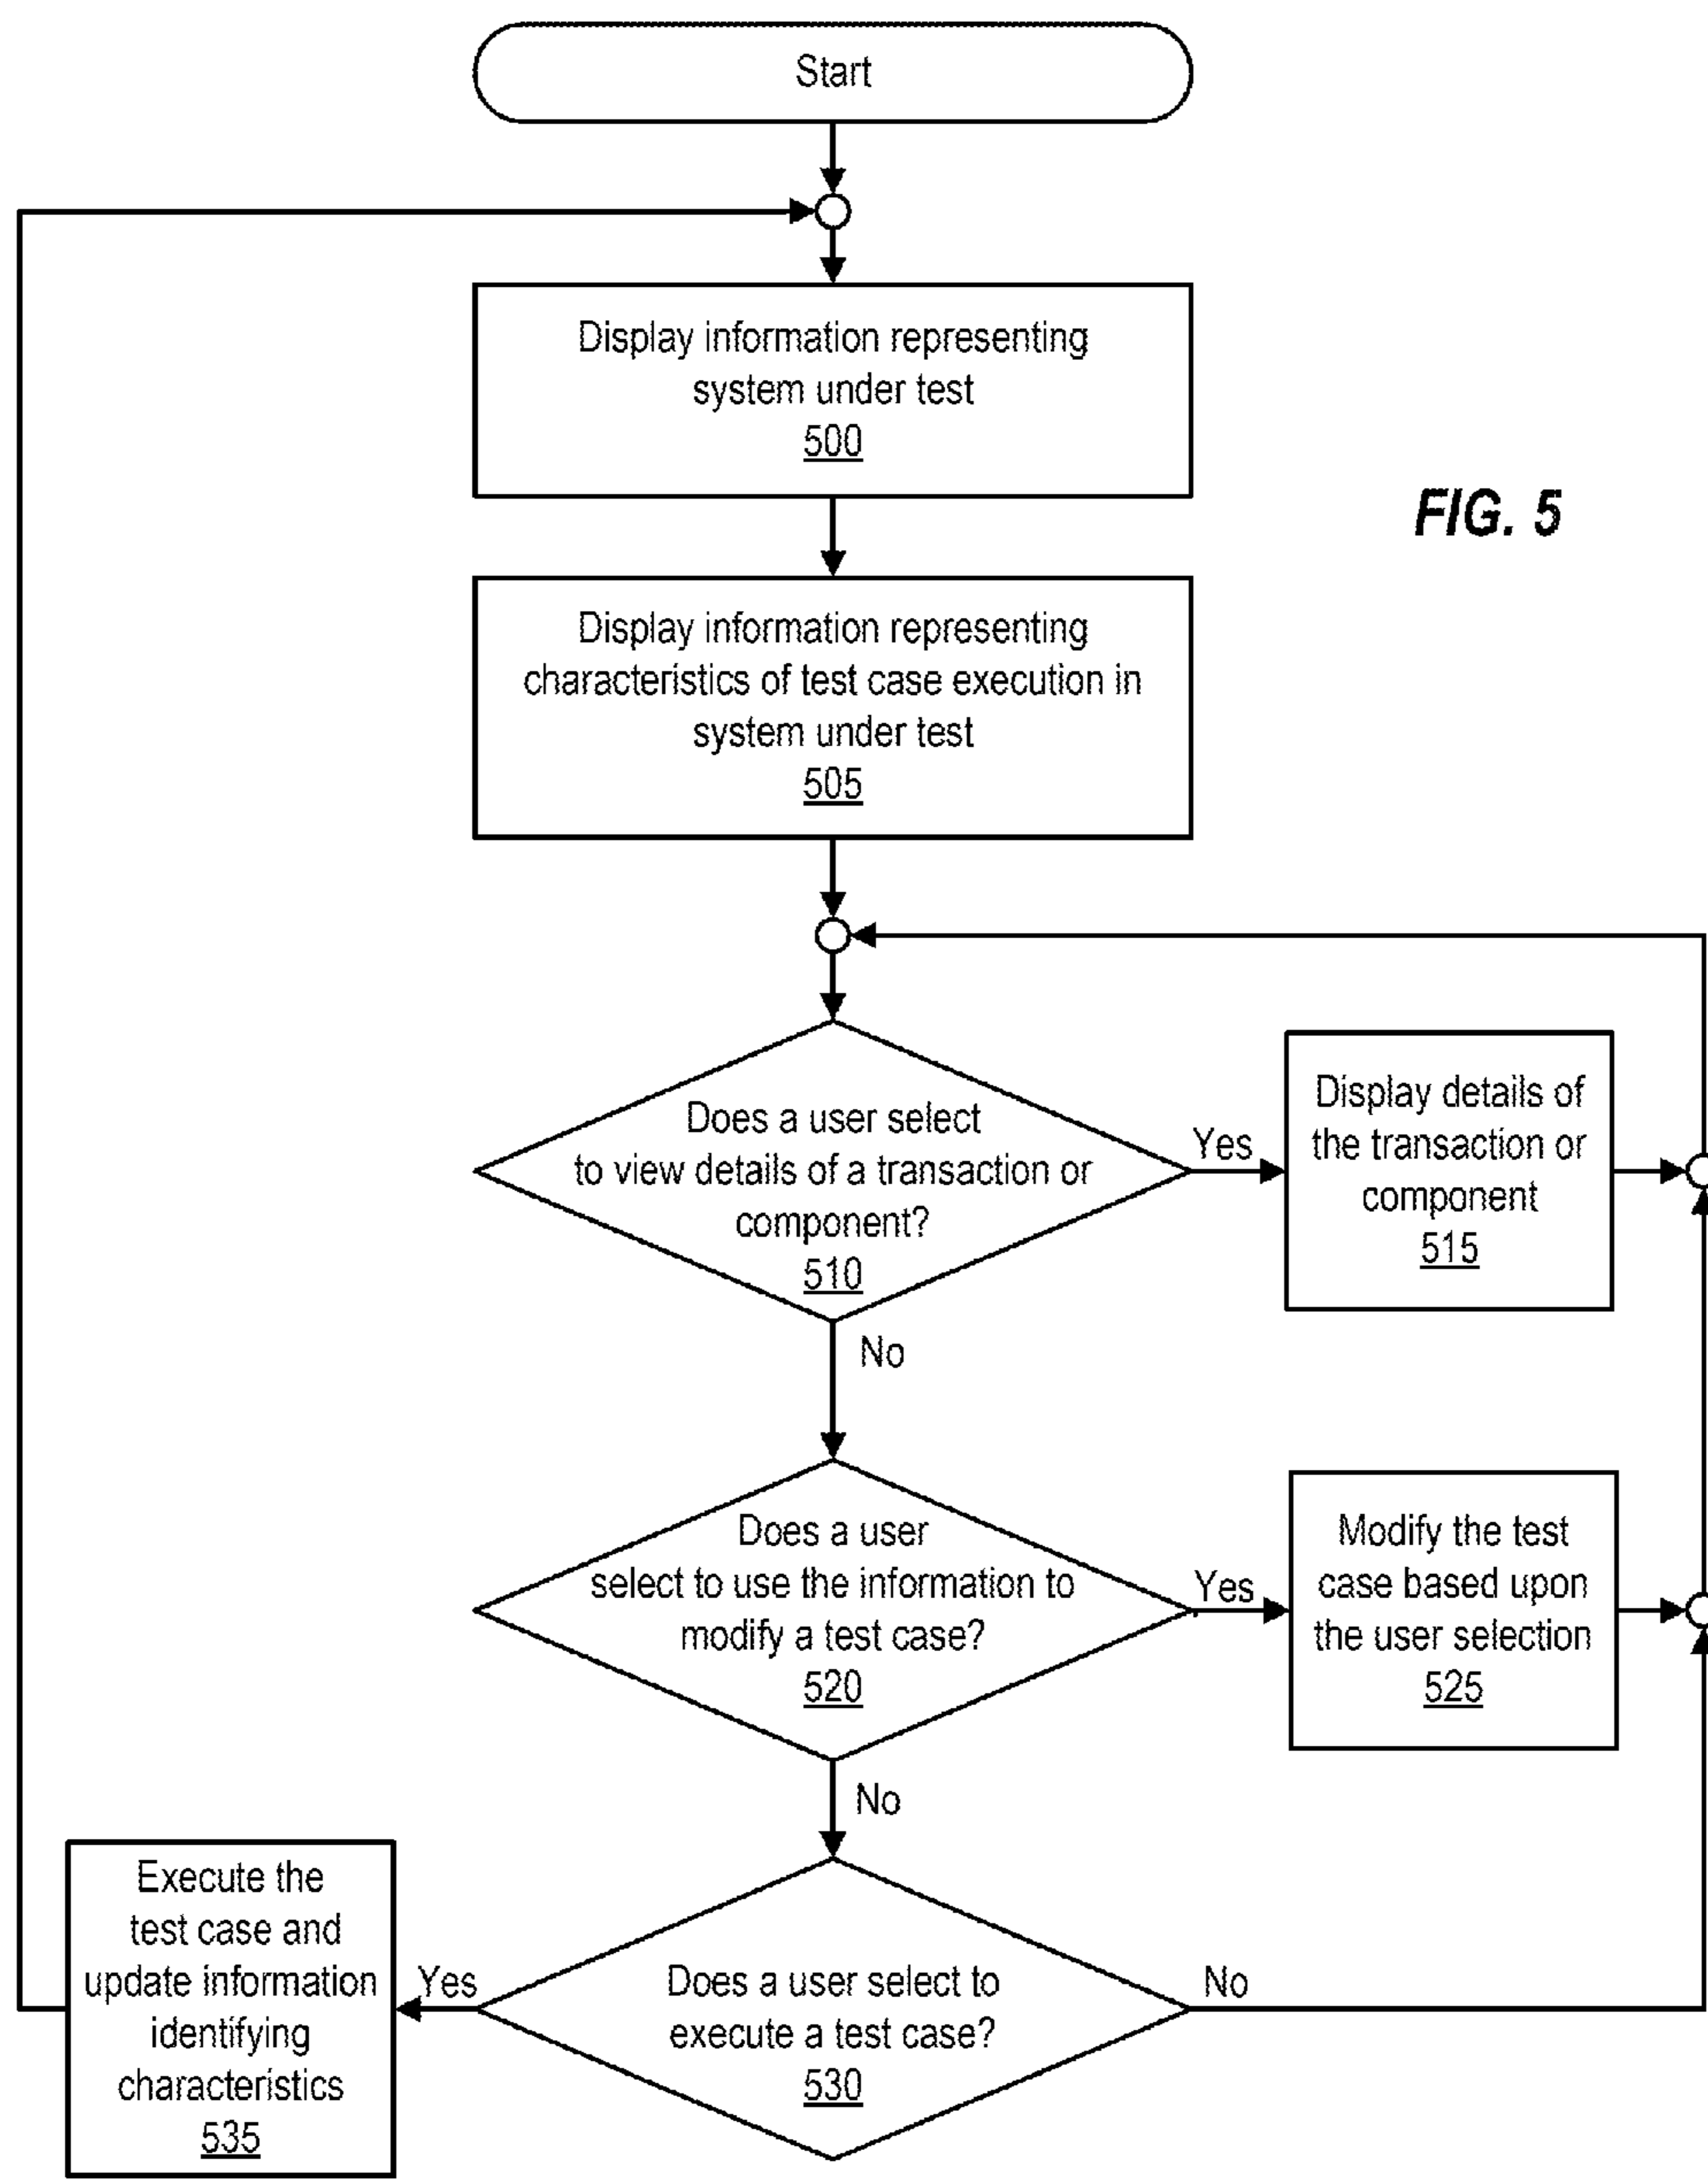 Start
Display information representing
system under test
500
FIG. 5
Display information representing
characteristics of test case execution in
system under test
505
Does a user select
to view details of a transaction or
component?
510
Yes
Display details of
the transaction or
component
515
No
Does a user
select to use the information to
modify a test case?
520
Yes
Modify the test
case based upon
the user selection
525
No
Does a user select to
execute a test case?
530
Yes
No
Execute the
test case and
update information
identifying
characteristics
535